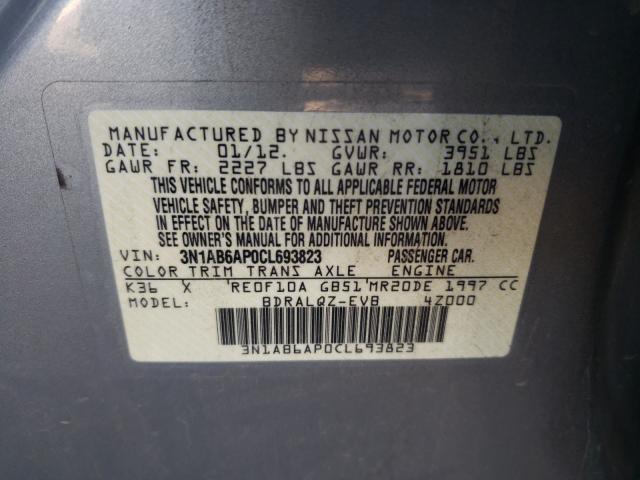 MANUFACTURED BY NISSAN MOTOR CO., LTD.
DATE: 01/12. GVWR: 3951 LBS
GAWR FR: 2227 LBS GAWR RR: 1810 LBS
THIS VEHICLE CONFORMS TO ALL APPLICABLE FEDERAL MOTOR
VEHICLE SAFETY, BUMPER AND THEFT PREVENTION STANDARDS
IN EFFECT ON THE DATE OF MANUFACTURE SHOWN ABOVE.
SEE OWNER'S MANUAL FOR ADDITIONAL INFORMATION.
VIN: 3N1AB6AP0CL693823 PASSENGER CAR.
COLOR TRIM TRANS AXLE ENGINE
K36 X 'RE0F10A GB51'MR20DE 1997 CC
MODEL: BDRALQZ-EVB 4Z000
3N1AB6AP0CL693823